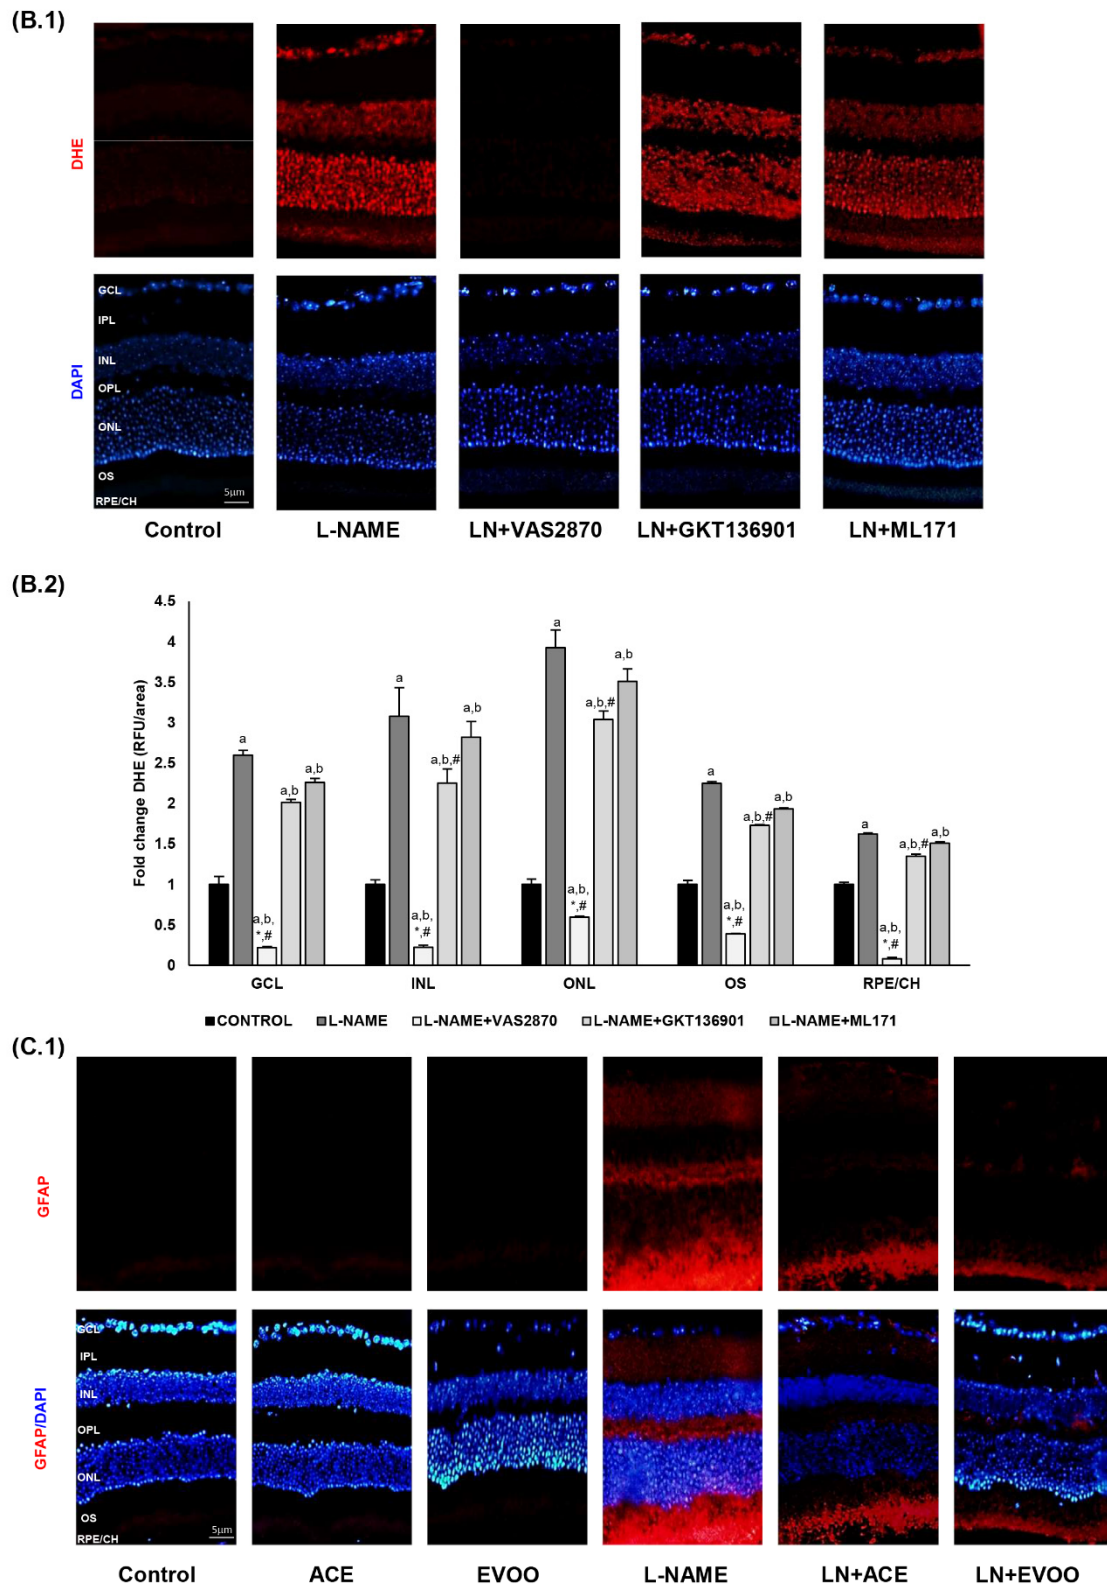 (B.1)
DHE
DAPI
GCL
IPL
INL
OPL
ONL
OS
RPE/CH
5μm
Control L-NAME LN+VAS2870 LN+GKT136901 LN+ML171
(B.2)
Fold change DHE (RFU/area)
4.5
4
3.5
3
2.5
2
1.5
1
0.5
0
a
a,b,
*,#
a,b
a,b
a
a,b,
*,#
a,b,#
a,b
a
a,b,
*,#
a,b,#
a,b
a
a,b,
*,#
a,b,#
a,b
a
a,b,
*,#
a,b,#
a,b
GCL INL ONL OS RPE/CH
CONTROL L-NAME L-NAME+VAS2870 L-NAME+GKT136901 L-NAME+ML171
(C.1)
GFAP
GFAP/DAPI
GCL
IPL
INL
OPL
ONL
OS
RPE/CH
5μm
Control ACE EVOO L-NAME LN+ACE LN+EVOO